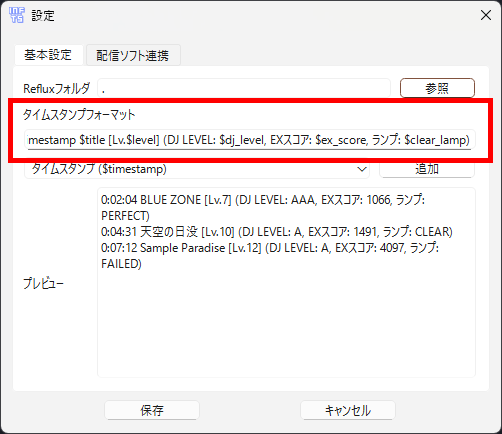 INF
TS
設定
基本設定
配信ソフト連携
Refluxフォルダ
.
参照
タイムスタンプフォーマット
mestamp $title [Lv.$level] (DJ LEVEL: $dj_level, EXスコア: $ex_score, ランプ: $clear_lamp)
タイムスタンプ ($timestamp)
追加
プレビュー
0:02:04 BLUE ZONE [Lv.7] (DJ LEVEL: AAA, EXスコア: 1066, ランプ:
PERFECT)
0:04:31 天空の日没 [Lv.10] (DJ LEVEL: A, EXスコア: 1491, ランプ: CLEAR)
0:07:12 Sample Paradise [Lv.12] (DJ LEVEL: A, EXスコア: 4097, ランプ:
FAILED)
保存
キャンセル